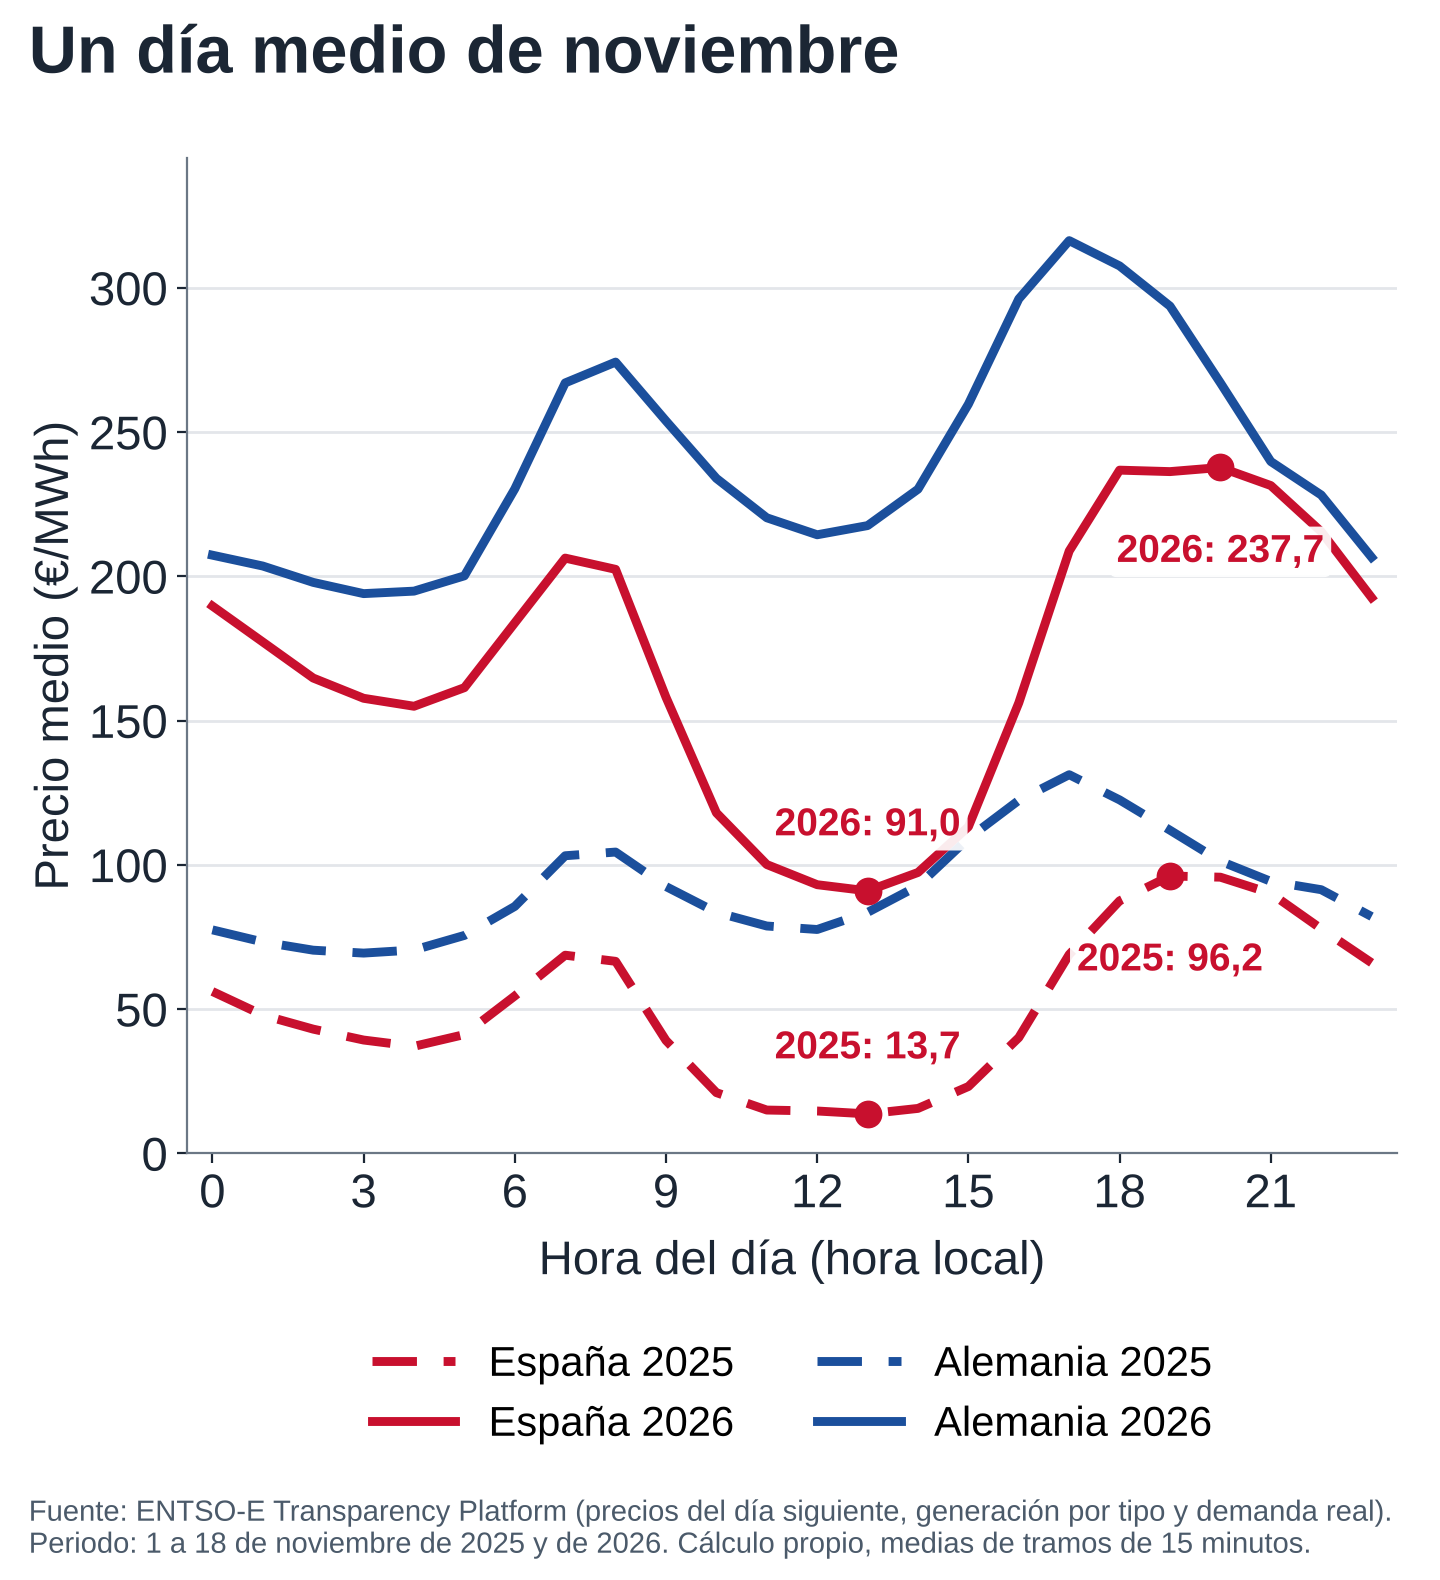 Un día medio de noviembre
Precio medio (€/MWh)
300
250
200
150
100
50
0
2026: 237,7
2026: 91,0
2025: 96,2
2025: 13,7
0 3 6 9 12 15 18 21
Hora del día (hora local)
España 2025 Alemania 2025
España 2026 Alemania 2026
Fuente: ENTSO-E Transparency Platform (precios del día siguiente, generación por tipo y demanda real).
Periodo: 1 a 18 de noviembre de 2025 y de 2026. Cálculo propio, medias de tramos de 15 minutos.